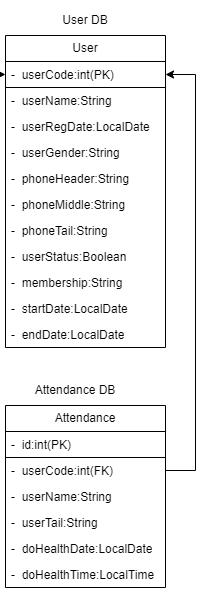 User DB
User
- userCode:int(PK)
- userName:String
- userRegDate:LocalDate
- userGender:String
- phoneHeader:String
- phoneMiddle:String
- phoneTail:String
- userStatus:Boolean
- membership:String
- startDate:LocalDate
- endDate:LocalDate
Attendance DB
Attendance
- id:int(PK)
- userCode:int(FK)
- userName:String
- userTail:String
- doHealthDate:LocalDate
- doHealthTime:LocalTime